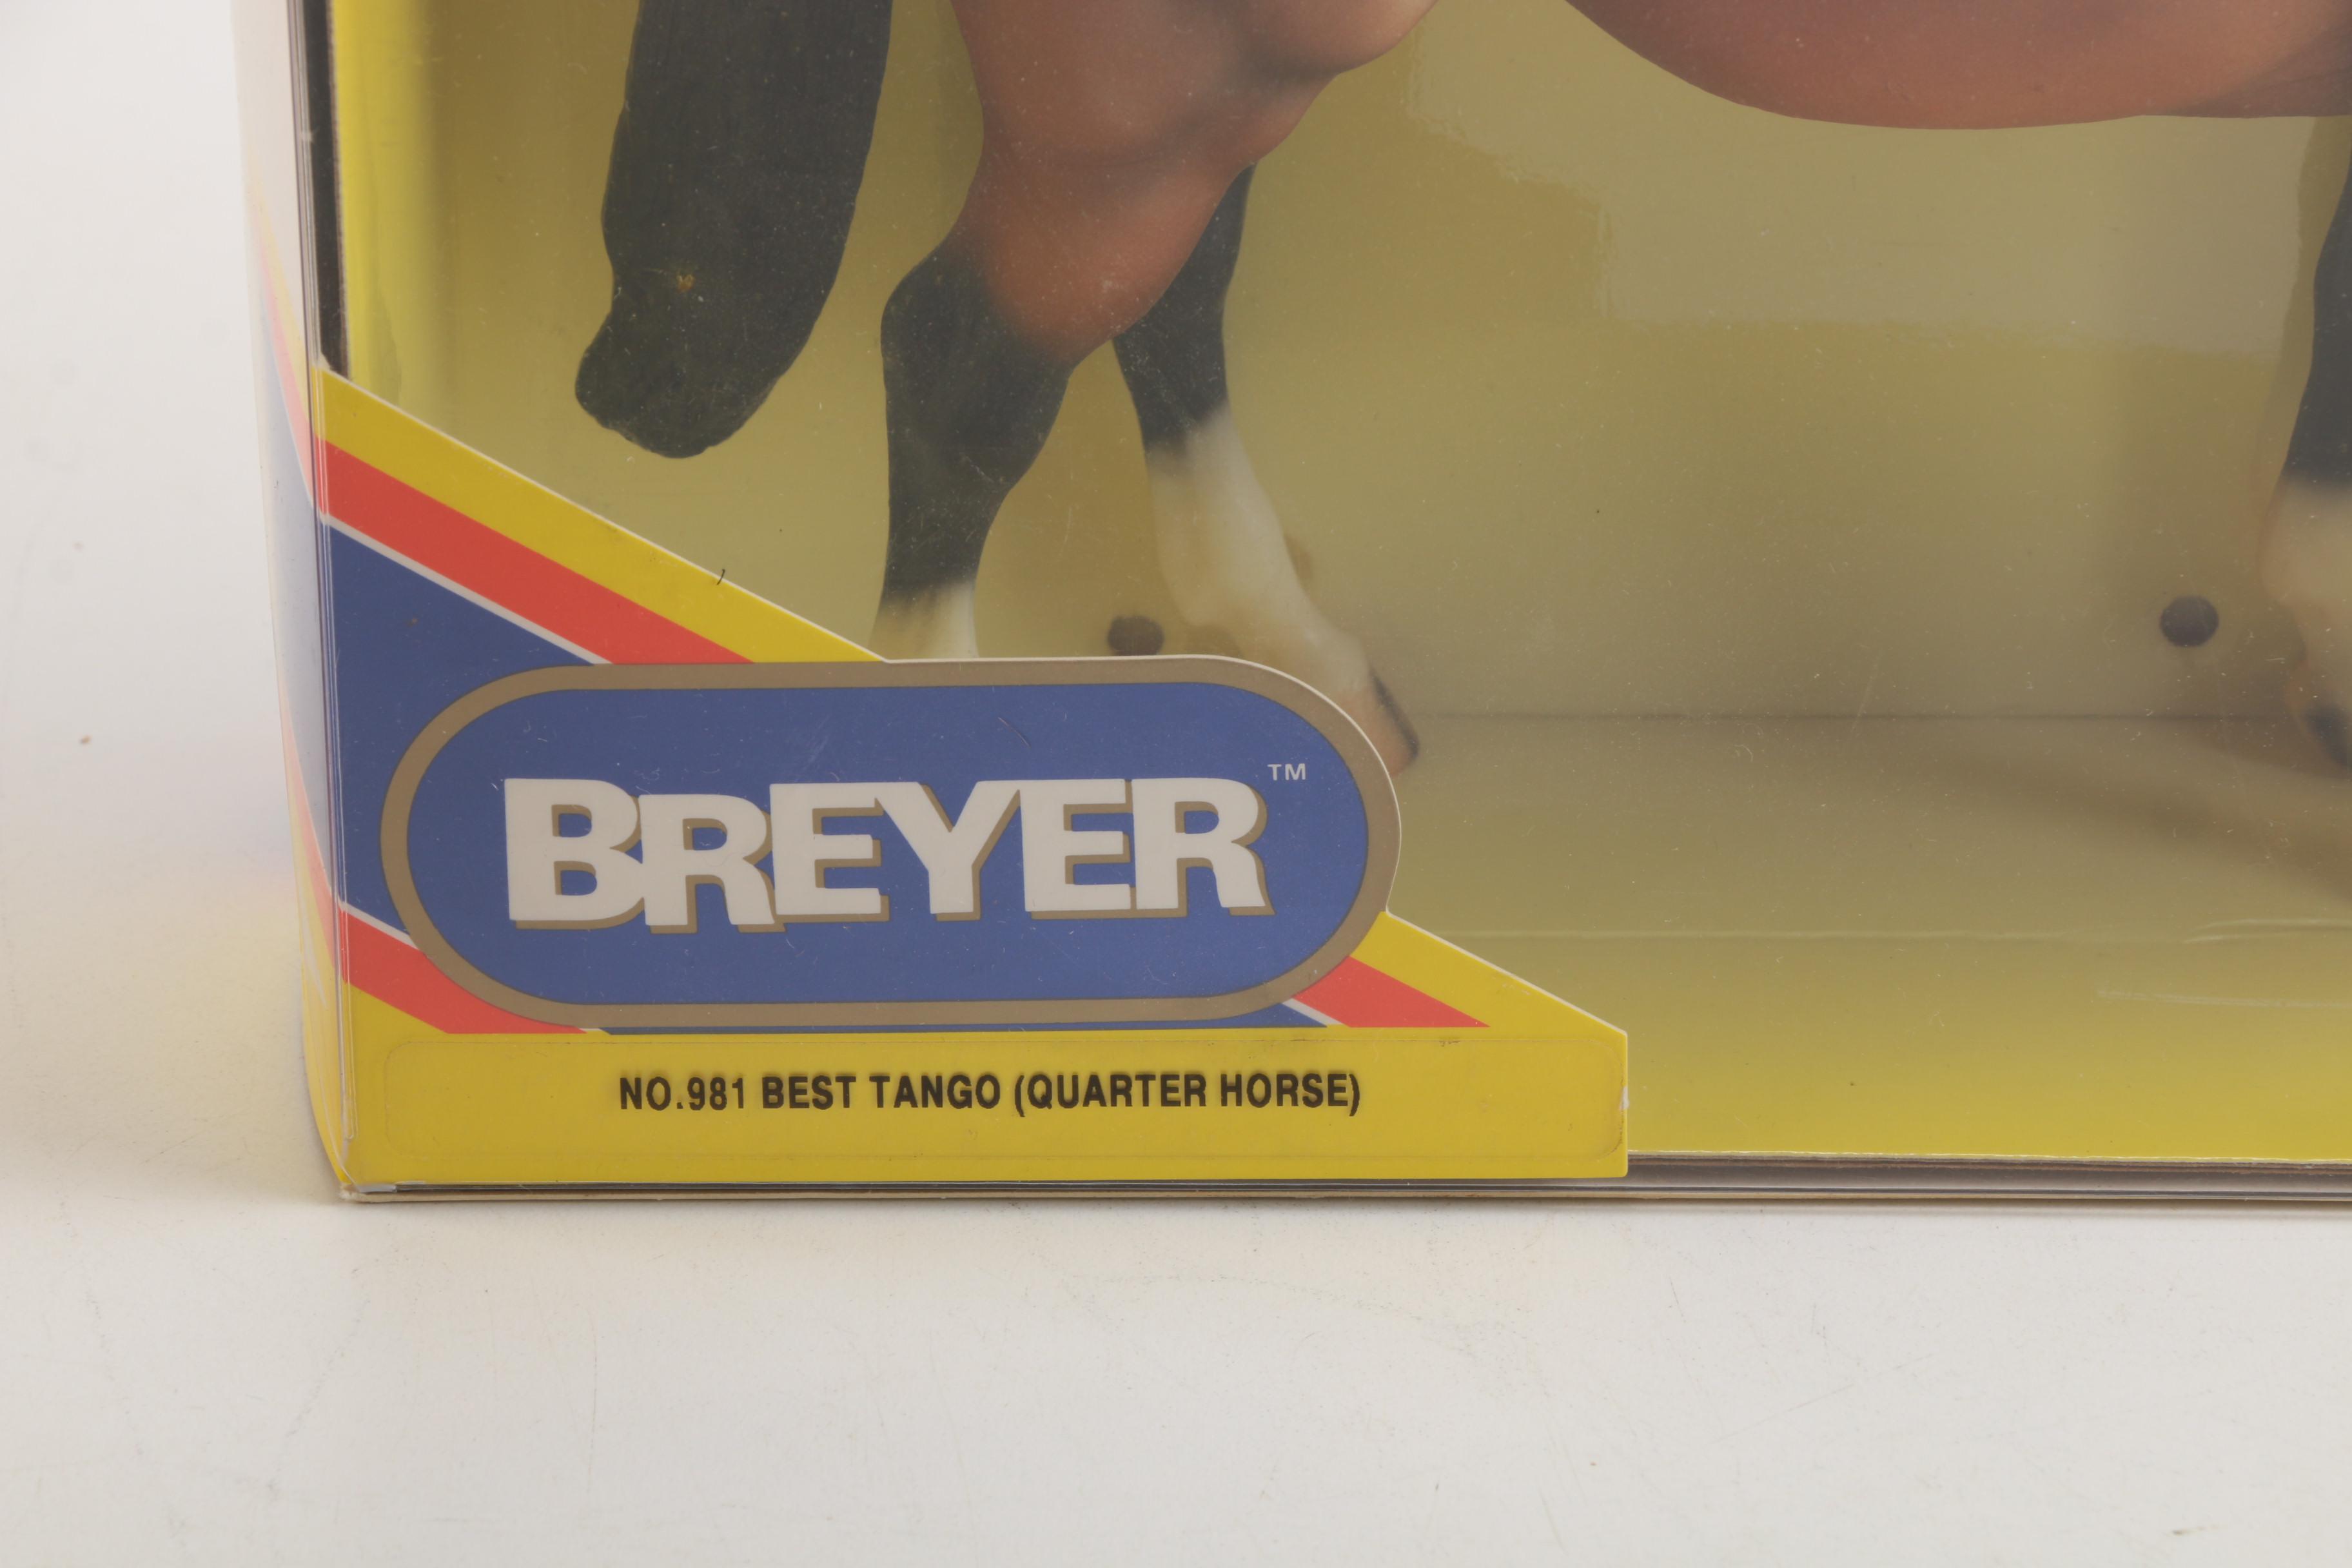 BREYER™
NO.981 BEST TANGO (QUARTER HORSE)